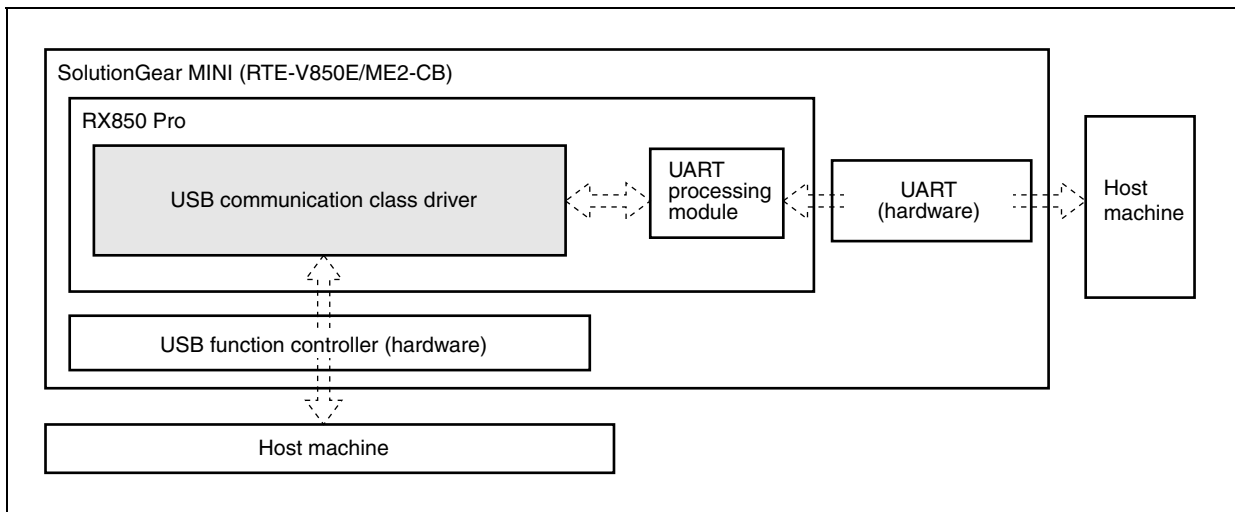 SolutionGear MINI (RTE-V850E/ME2-CB)
RX850 Pro
USB communication class driver
UART
processing
module
UART
(hardware)
Host
machine
USB function controller (hardware)
Host machine